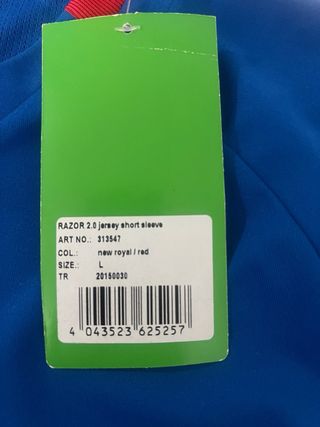 RAZOR 2.0 jersey short sleeve
ART NO.: 313547
COL.: new royal / red
SIZE.: L
TR 20150030
4 043523 625257